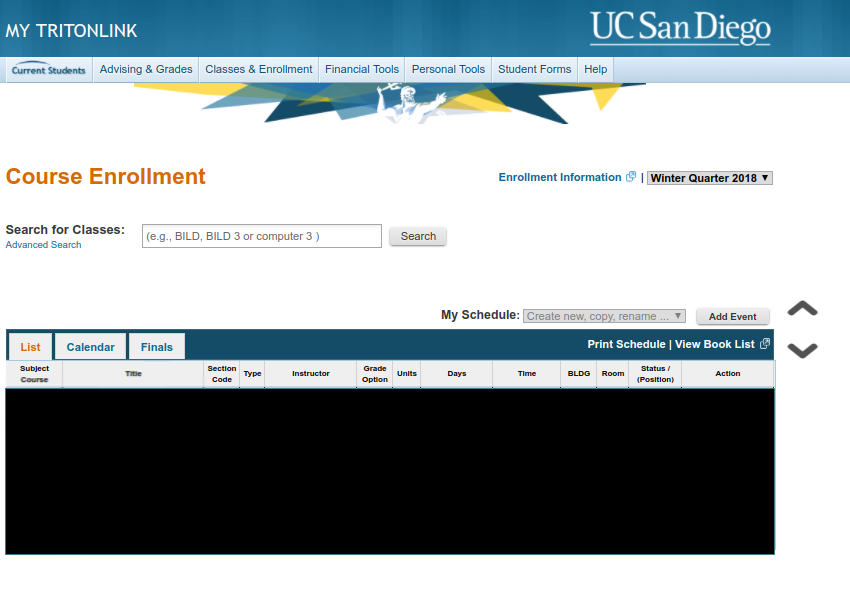 MY TRITONLINK
UC San Diego
Current Students Advising & Grades Classes & Enrollment Financial Tools Personal Tools Student Forms Help
Course Enrollment
Enrollment Information | Winter Quarter 2018
Search for Classes:
Advanced Search
(e.g., BILD, BILD 3 or computer 3 )
Search
My Schedule: Create new, copy, rename ... Add Event
List Calendar Finals
Print Schedule | View Book List
Subject Course
Title
Section Code
Type
Instructor
Grade Option
Units
Days
Time
BLDG
Room
Status / (Position)
Action